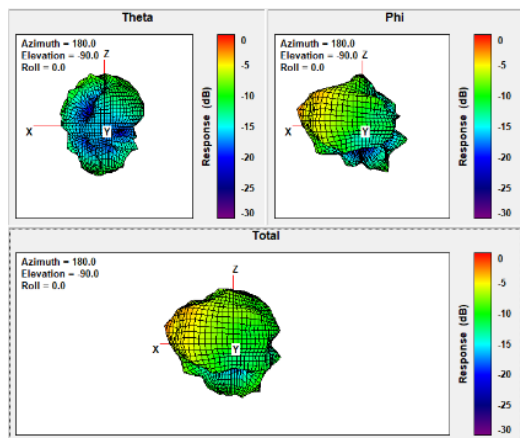 Theta
Azimuth = 180.0
Elevation = -90.0
Roll = 0.0
Z
X
Y
0
-5
-10
-15
-20
-25
-30
Response (dB)
Phi
Azimuth = 180.0
Elevation = -90.0
Roll = 0.0
Z
X
Y
0
-5
-10
-15
-20
-25
-30
Response (dB)
Total
Azimuth = 180.0
Elevation = -90.0
Roll = 0.0
Z
X
Y
0
-5
-10
-15
-20
-25
-30
Response (dB)